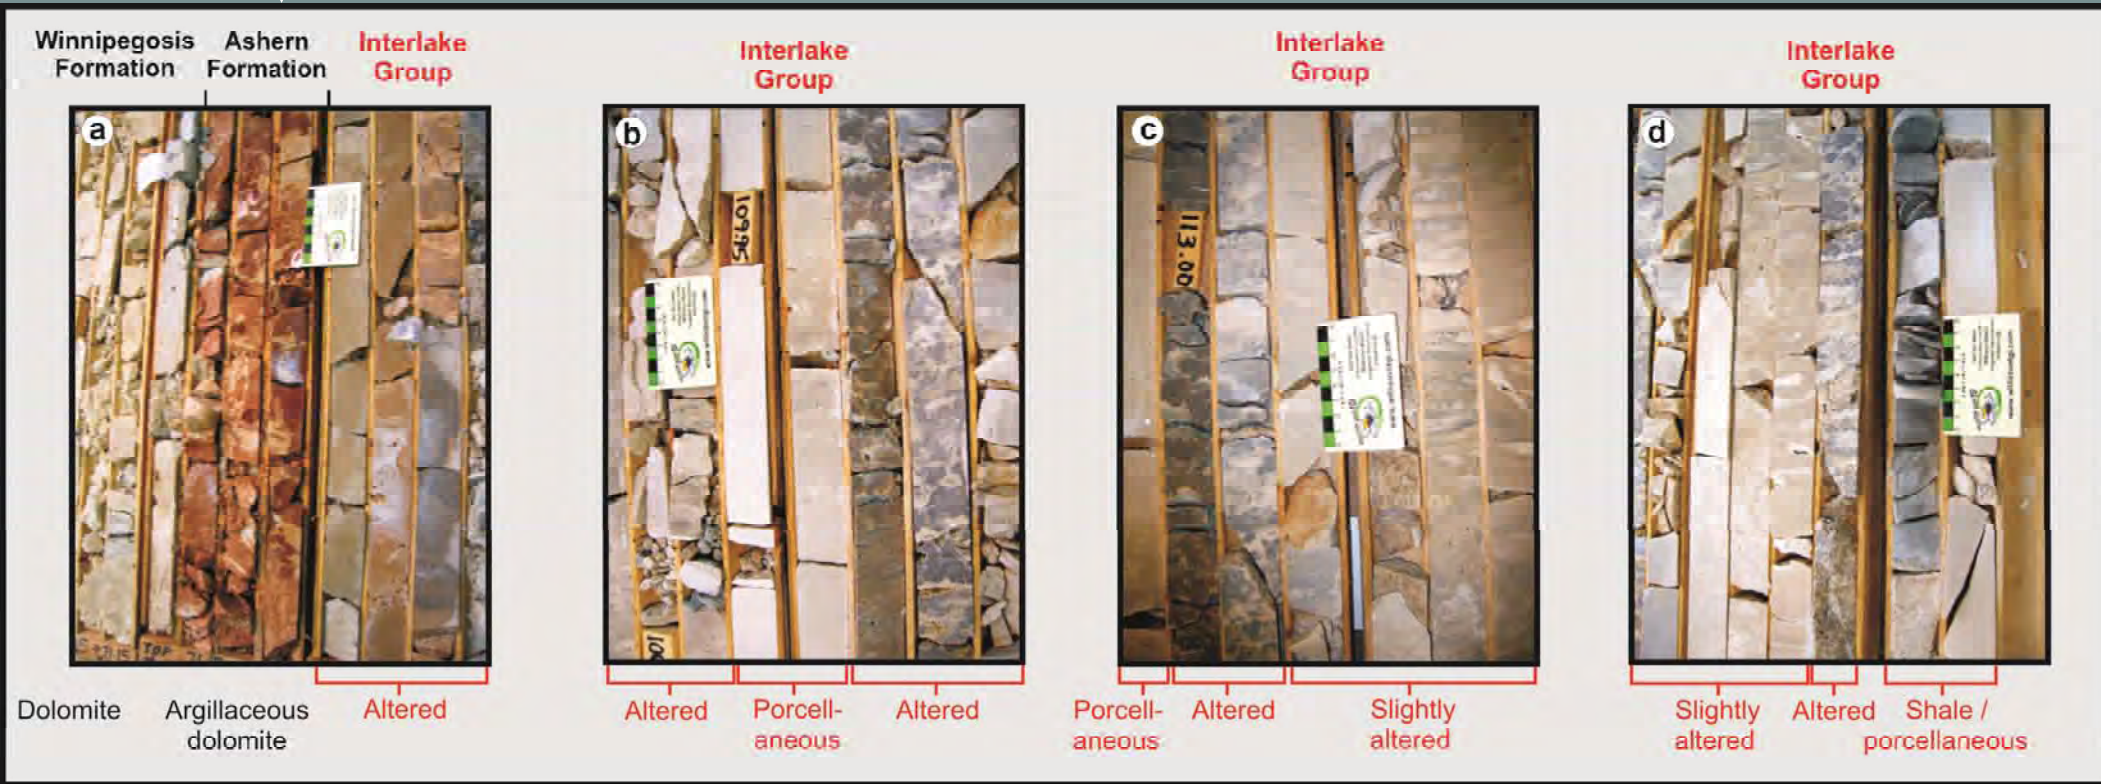 Winnipegosis
Formation
Ashern
Formation
Interlake
Group
Interlake
Group
Interlake
Group
Interlake
Group
a
b
c
d
109.95
113.00
Dolomite
Argillaceous
dolomite
Altered
Altered
Porcell-
aneous
Altered
Porcell-
aneous
Altered
Slightly
altered
Slightly
altered
Altered
Shale /
porcellaneous